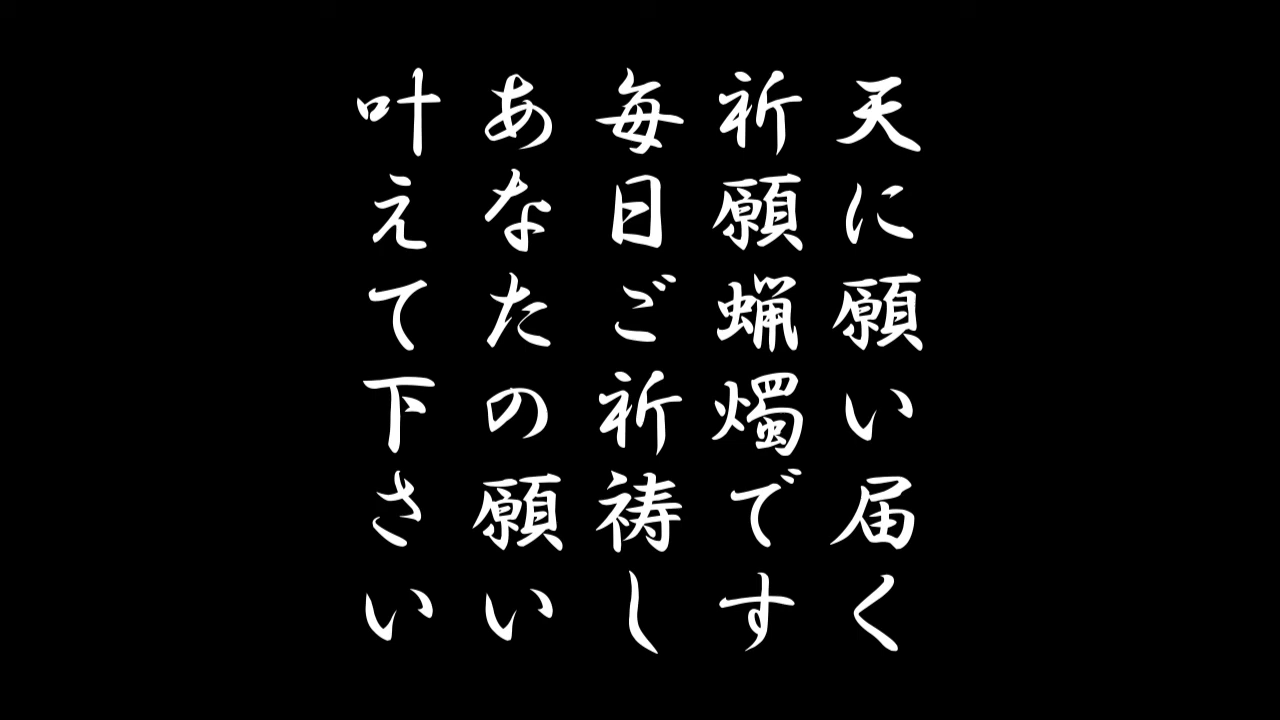 天に願い届く
祈願蝋燭です
毎日ご祈祷し
あなたの願い
叶えて下さい